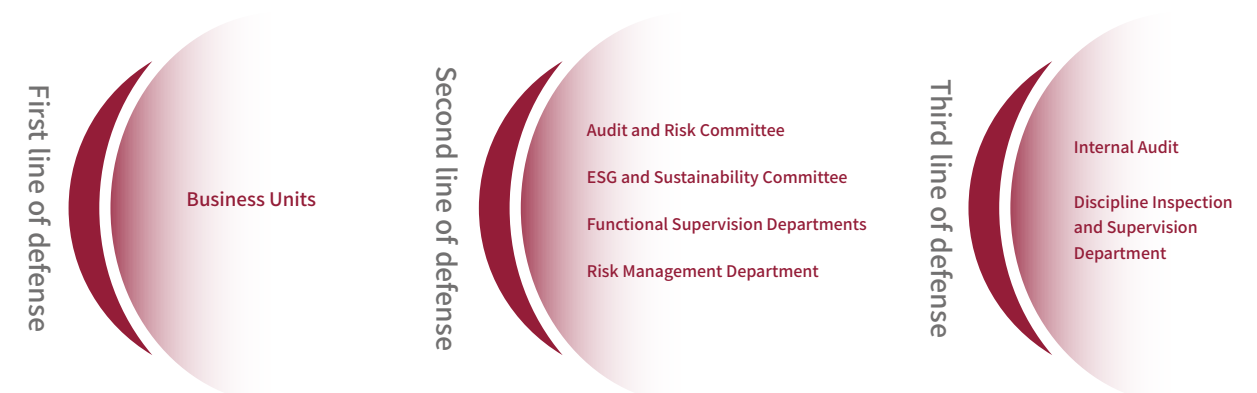 First line of defense
Business Units
Second line of defense
Audit and Risk Committee
ESG and Sustainability Committee
Functional Supervision Departments
Risk Management Department
Third line of defense
Internal Audit
Discipline Inspection
and Supervision
Department